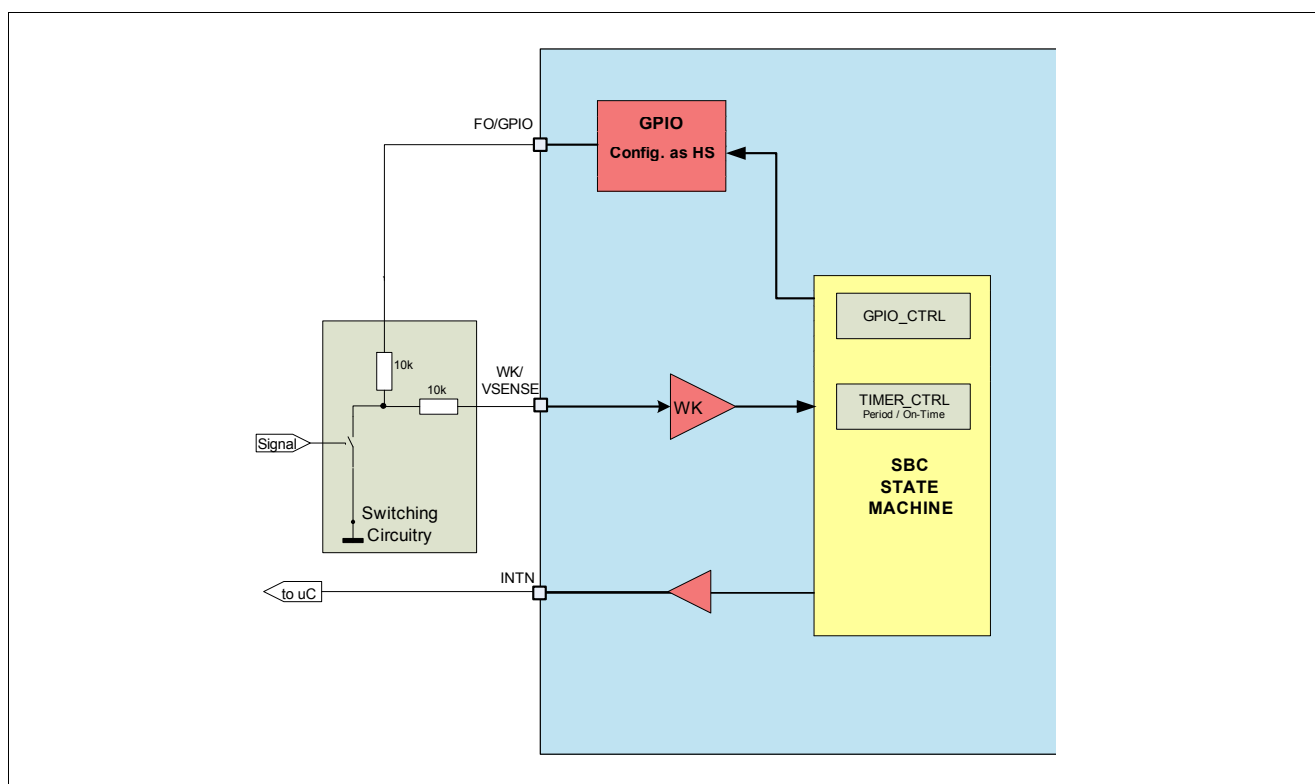 FO/GPIO
GPIO
Config. as HS
GPIO_CTRL
10k
10k
WK/
VSENSE
WK
TIMER_CTRL
Period / On-Time
Signal
SBC
STATE
MACHINE
Switching
Circuitry
INTN
to uC